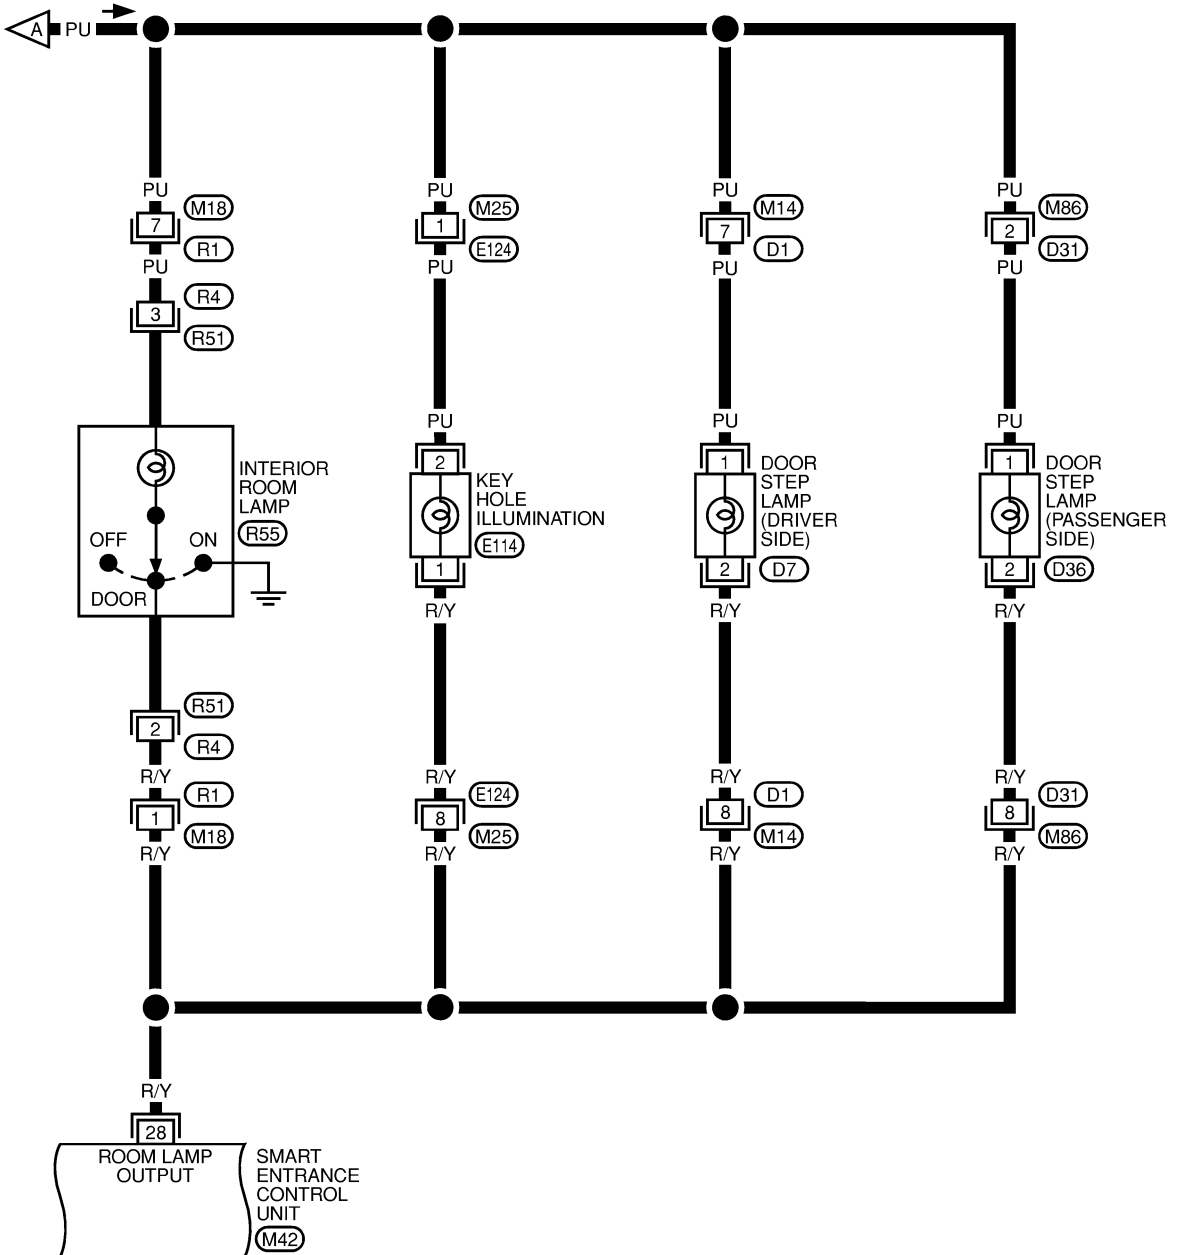 A PU
PU PU PU PU
M18 M25 M14 M86
7 1 7 2
R1 E124 D1 D31
PU PU PU PU
R4
3
R51
PU PU PU
INTERIOR
ROOM
LAMP
R55
OFF ON
DOOR
2
KEY
HOLE
ILLUMINATION
E114
1
1
DOOR
STEP
LAMP
(DRIVER
SIDE)
2 D7
1
DOOR
STEP
LAMP
(PASSENGER
SIDE)
2 D36
R/Y R/Y R/Y
R51
2
R4
R/Y R/Y R/Y R/Y
R1 E124 D1 D31
1 8 8 8
M18 M25 M14 M86
R/Y R/Y R/Y R/Y
R/Y
28
ROOM LAMP
OUTPUT
SMART
ENTRANCE
CONTROL
UNIT
M42